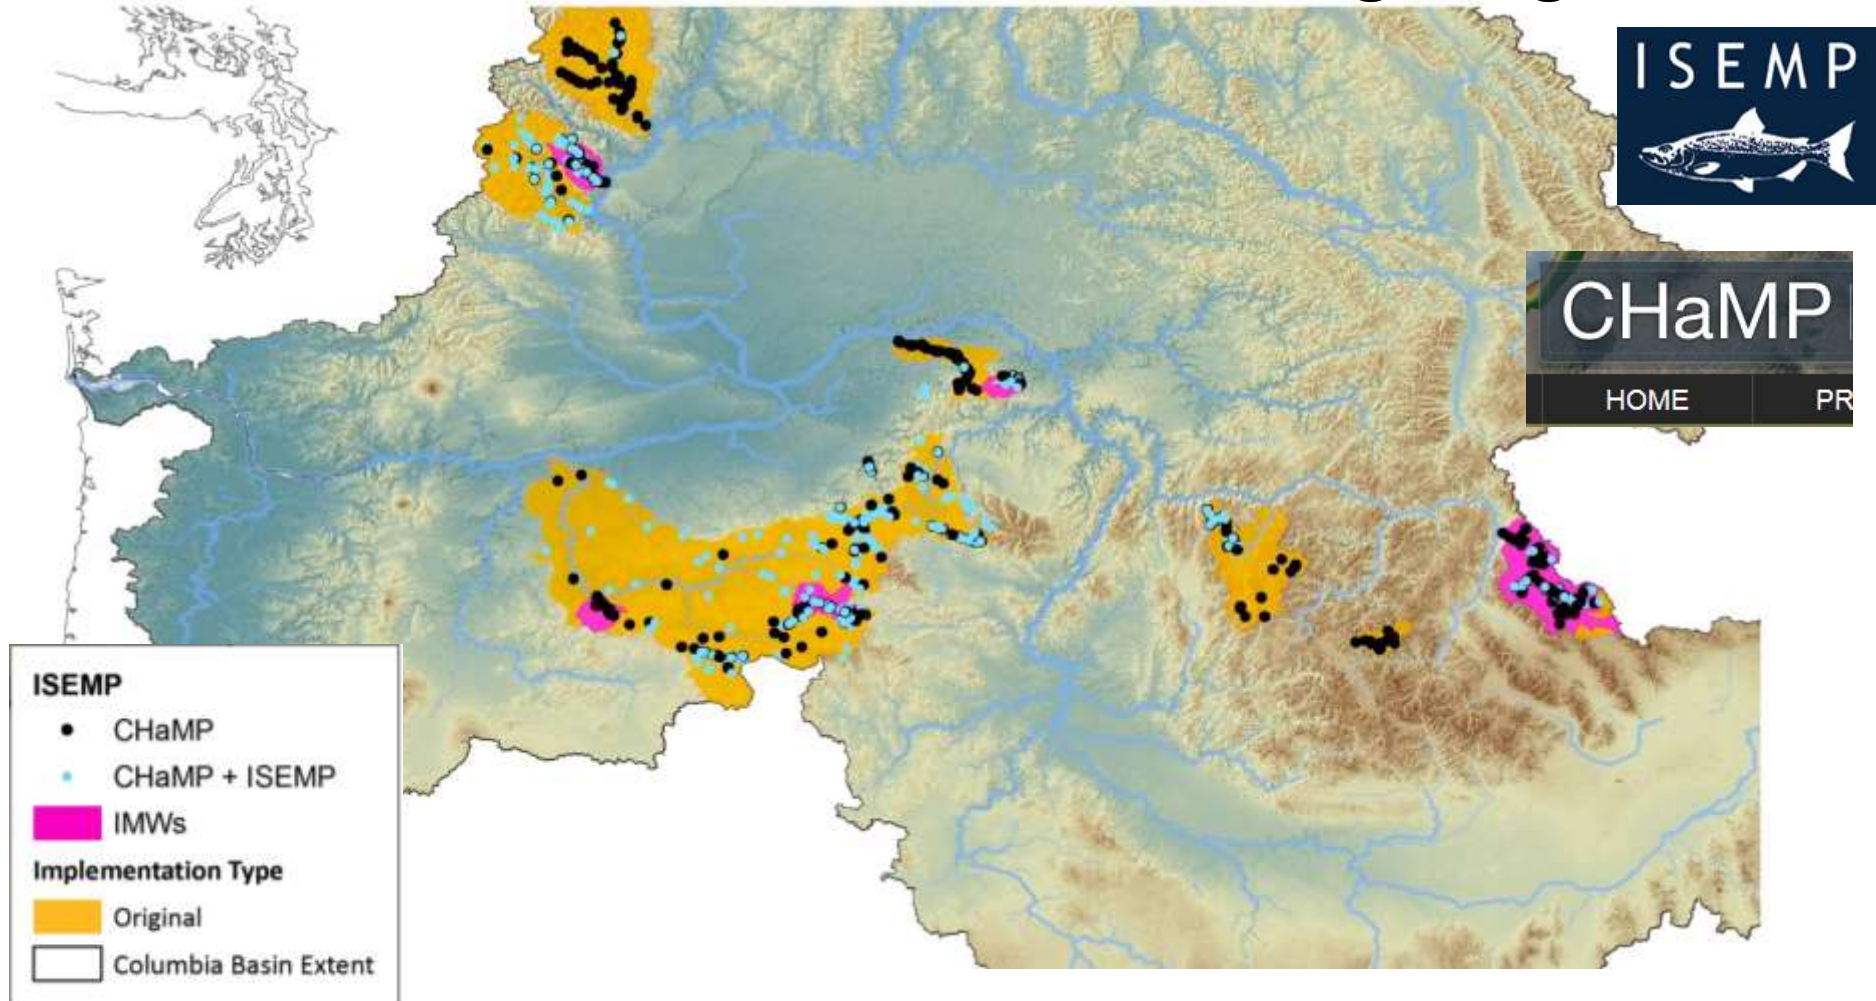 ISEMP
CHaMP
HOME
PR
ISEMP
CHaMP
CHaMP + ISEMP
IMWs
Implementation Type
Original
Columbia Basin Extent